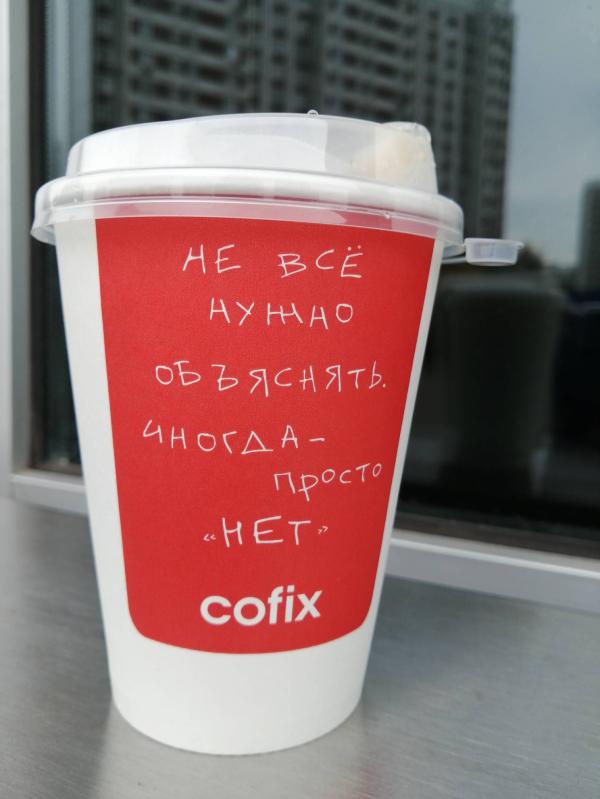 НЕ ВСЁ
НУЖНО
ОБЪЯСНЯТЬ.
ИНОГДА –
ПРОСТО
«НЕТ»
cofix